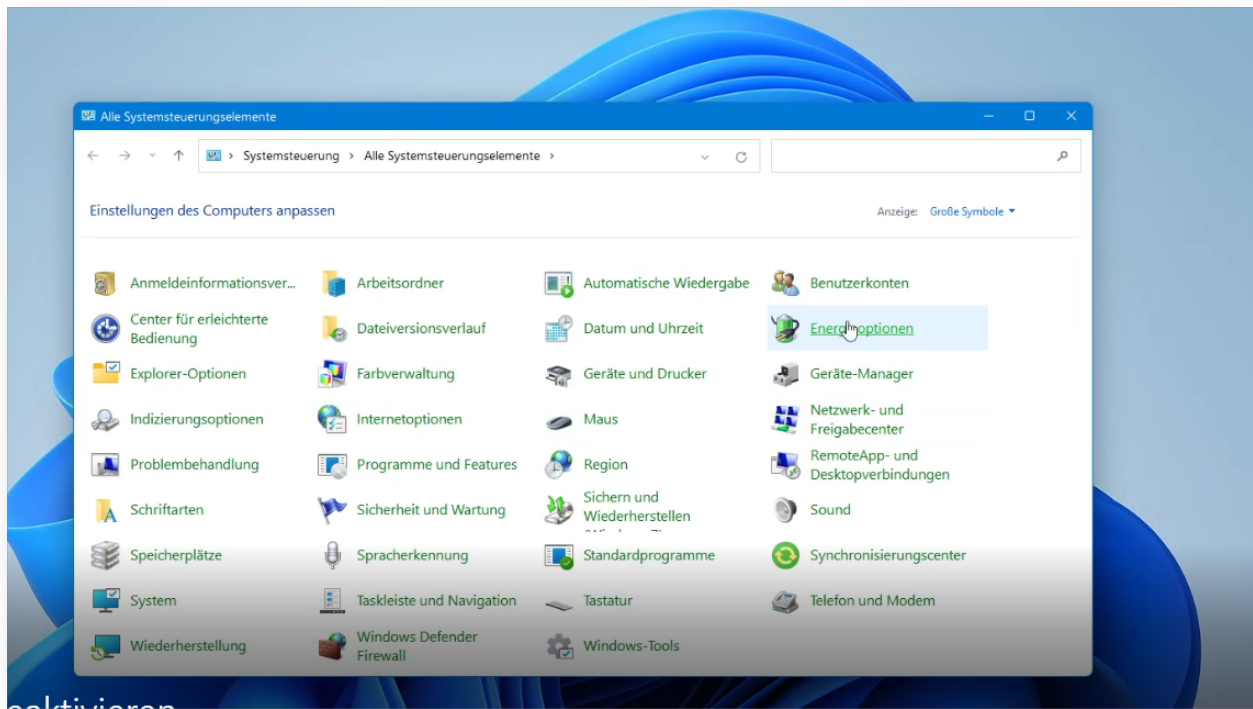 Alle Systemsteuerungselemente
Systemsteuerung > Alle Systemsteuerungselemente >
Einstellungen des Computers anpassen
Anzeige: Große Symbole
Anmeldeinformationsver...
Arbeitsordner
Automatische Wiedergabe
Benutzerkonten
Center für erleichterte
Bedienung
Dateiversionsverlauf
Datum und Uhrzeit
Energieoptionen
Explorer-Optionen
Farbverwaltung
Geräte und Drucker
Geräte-Manager
Indizierungsoptionen
Internetoptionen
Maus
Netzwerk- und
Freigabecenter
Problembehandlung
Programme und Features
Region
RemoteApp- und
Desktopverbindungen
Schriftarten
Sicherheit und Wartung
Sichern und
Wiederherstellen
Sound
Speicherplätze
Spracherkennung
Standardprogramme
Synchronisierungscenter
System
Taskleiste und Navigation
Tastatur
Telefon und Modem
Wiederherstellung
Windows Defender
Firewall
Windows-Tools